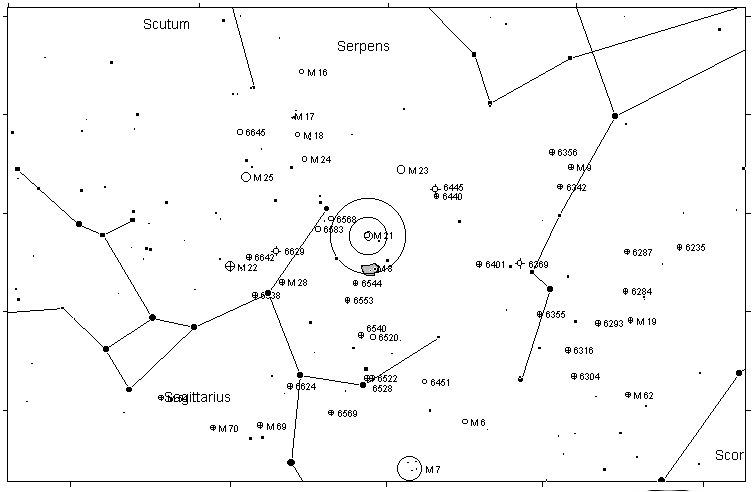 Scutum
Serpens
M 16
M 17
6645
M 18
6356
M 24
M 9
M 23
M 25
6445
6342
6440
6568
6583
M 21
6629
6287
6235
6642
M 22
M 8
6401
6369
M 28
6544
6638
6284
6553
6355
M 19
6293
6540
6520
6316
6522
6304
6451
6624
6528
M 62
Sagittarius
6569
M 70
M 69
M 6
Scor
M 7